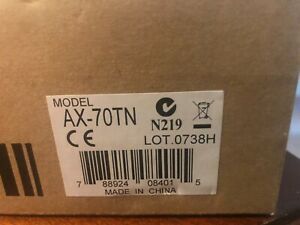 MODEL
AX-70TN
CE
N219
LOT.0738H
7 88924 08401 5
MADE IN CHINA